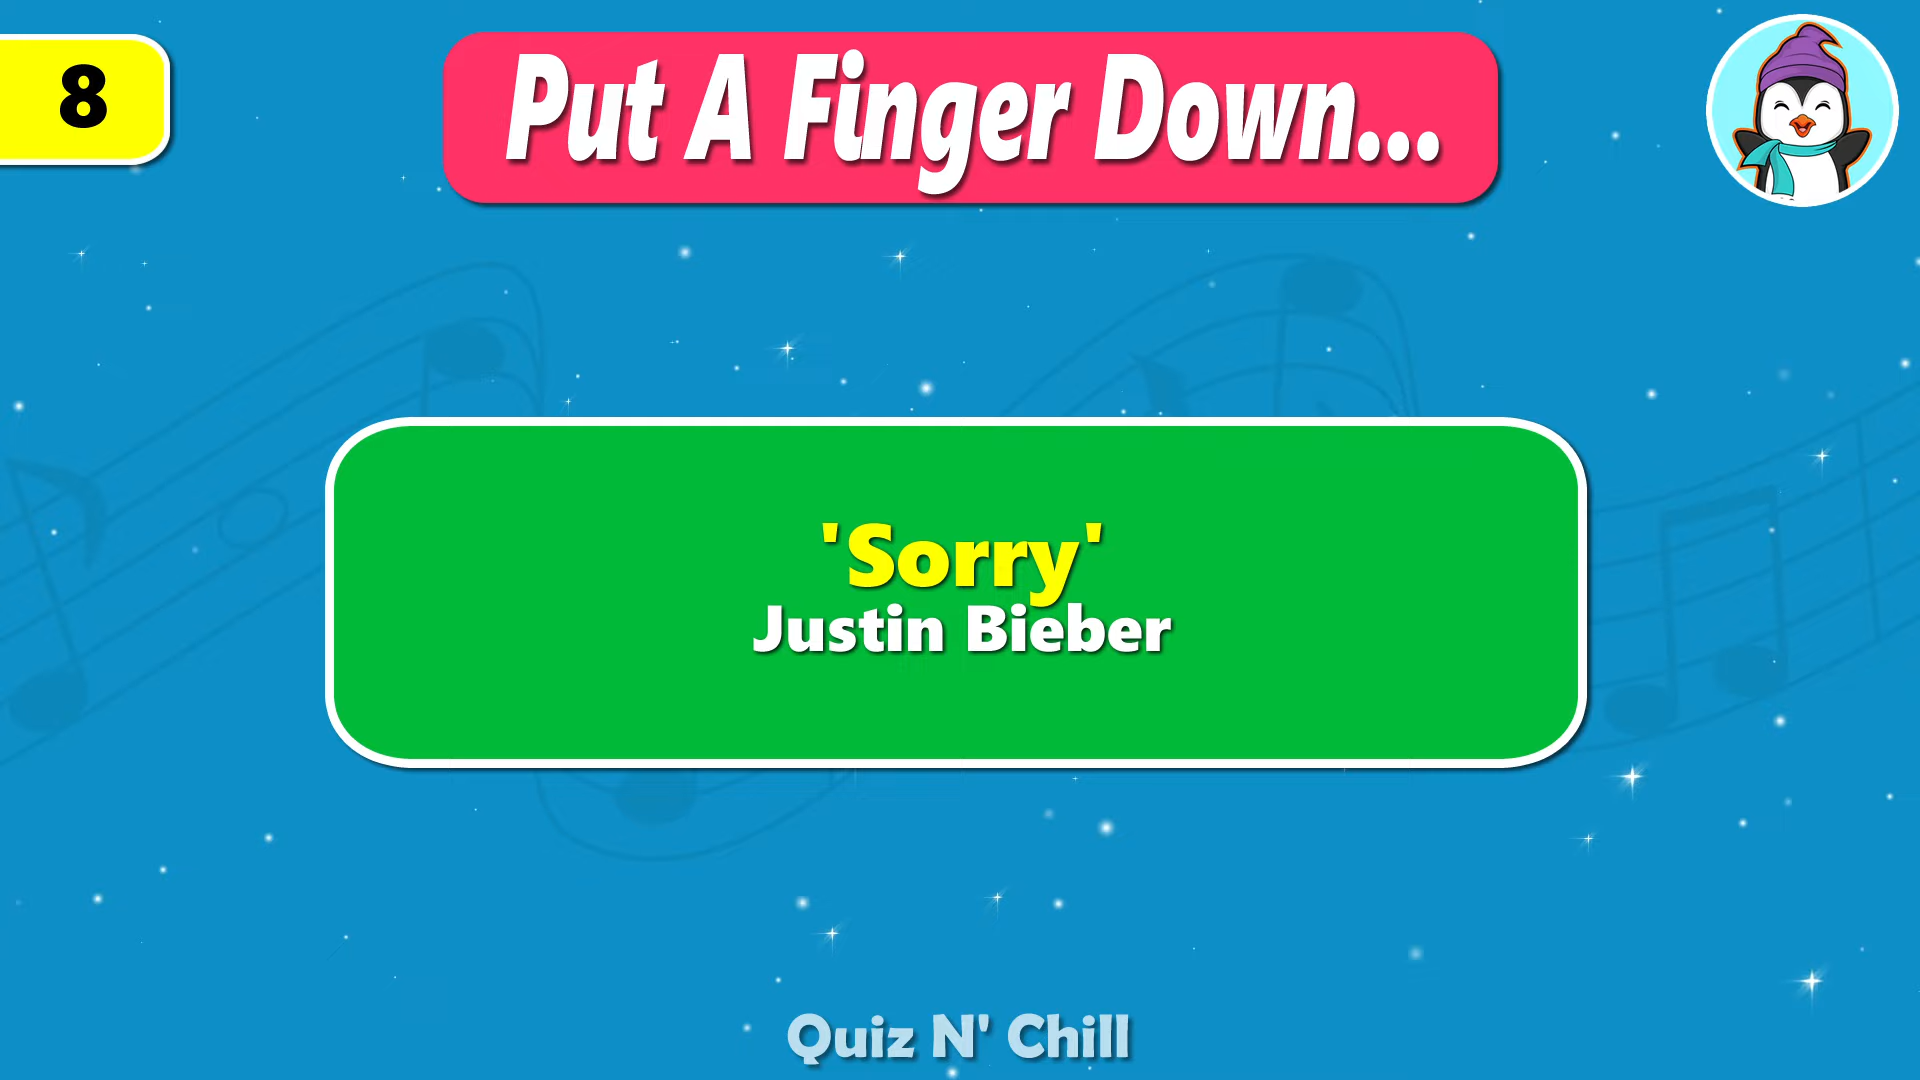 8
Put A Finger Down...
'Sorry'
Justin Bieber
Quiz N' Chill